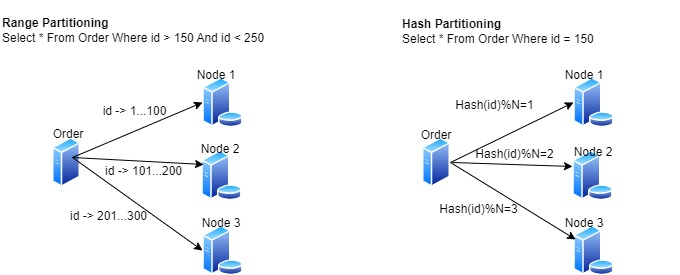 Range Partitioning
Select * From Order Where id > 150 And id < 250
Node 1
id -> 1...100
Order
Node 2
id -> 101...200
id -> 201...300
Node 3
Hash Partitioning
Select * From Order Where id = 150
Node 1
Hash(id)%N=1
Order
Hash(id)%N=2
Node 2
Hash(id)%N=3
Node 3